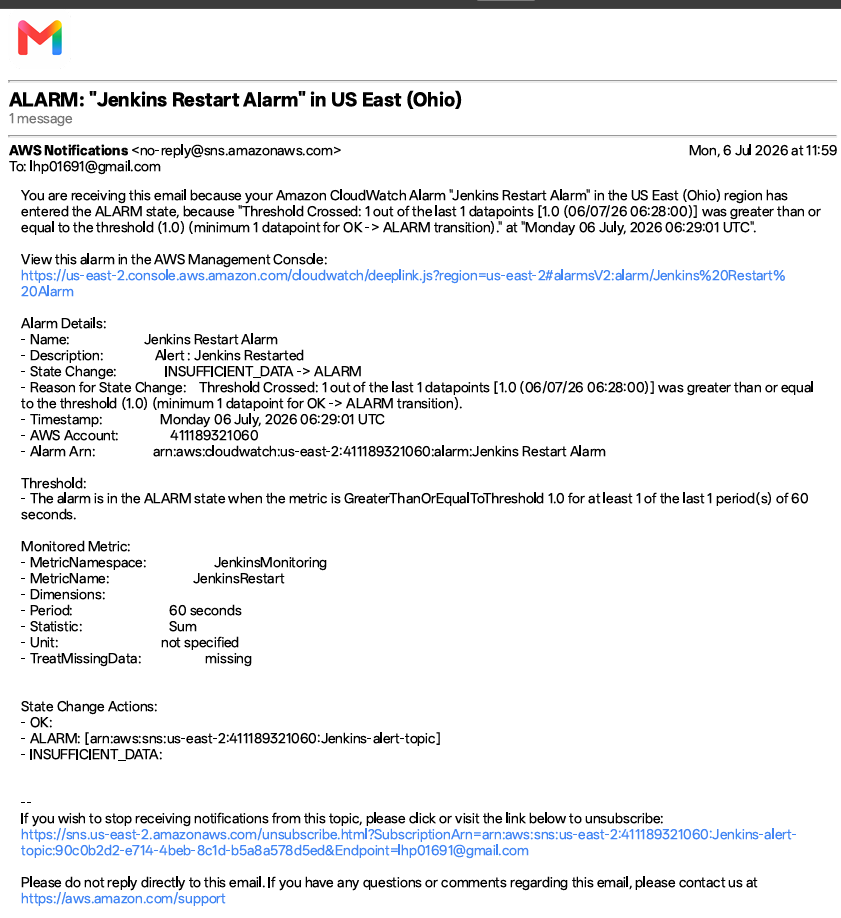 ALARM: "Jenkins Restart Alarm" in US East (Ohio)
1 message
AWS Notifications <no-reply@sns.amazonaws.com> Mon, 6 Jul 2026 at 11:59
To: lhp01691@gmail.com
You are receiving this email because your Amazon CloudWatch Alarm "Jenkins Restart Alarm" in the US East (Ohio) region has
entered the ALARM state, because "Threshold Crossed: 1 out of the last 1 datapoints [1.0 (06/07/26 06:28:00)] was greater than or
equal to the threshold (1.0) (minimum 1 datapoint for OK -> ALARM transition)." at "Monday 06 July, 2026 06:29:01 UTC".
View this alarm in the AWS Management Console:
https://us-east-2.console.aws.amazon.com/cloudwatch/deeplink.js?region=us-east-2#alarmsV2:alarm/Jenkins%20Restart%
20Alarm
Alarm Details:
- Name: Jenkins Restart Alarm
- Description: Alert : Jenkins Restarted
- State Change: INSUFFICIENT_DATA -> ALARM
- Reason for State Change: Threshold Crossed: 1 out of the last 1 datapoints [1.0 (06/07/26 06:28:00)] was greater than or equal
to the threshold (1.0) (minimum 1 datapoint for OK -> ALARM transition).
- Timestamp: Monday 06 July, 2026 06:29:01 UTC
- AWS Account: 411189321060
- Alarm Arn: arn:aws:cloudwatch:us-east-2:411189321060:alarm:Jenkins Restart Alarm
Threshold:
- The alarm is in the ALARM state when the metric is GreaterThanOrEqualToThreshold 1.0 for at least 1 of the last 1 period(s) of 60
seconds.
Monitored Metric:
- MetricNamespace: JenkinsMonitoring
- MetricName: JenkinsRestart
- Dimensions:
- Period: 60 seconds
- Statistic: Sum
- Unit: not specified
- TreatMissingData: missing
State Change Actions:
- OK:
- ALARM: [arn:aws:sns:us-east-2:411189321060:Jenkins-alert-topic]
- INSUFFICIENT_DATA:
--
If you wish to stop receiving notifications from this topic, please click or visit the link below to unsubscribe:
https://sns.us-east-2.amazonaws.com/unsubscribe.html?SubscriptionArn=arn:aws:sns:us-east-2:411189321060:Jenkins-alert-
topic:90c0b2d2-e714-4beb-8c1d-b5a8a578d5ed&Endpoint=lhp01691@gmail.com
Please do not reply directly to this email. If you have any questions or comments regarding this email, please contact us at
https://aws.amazon.com/support